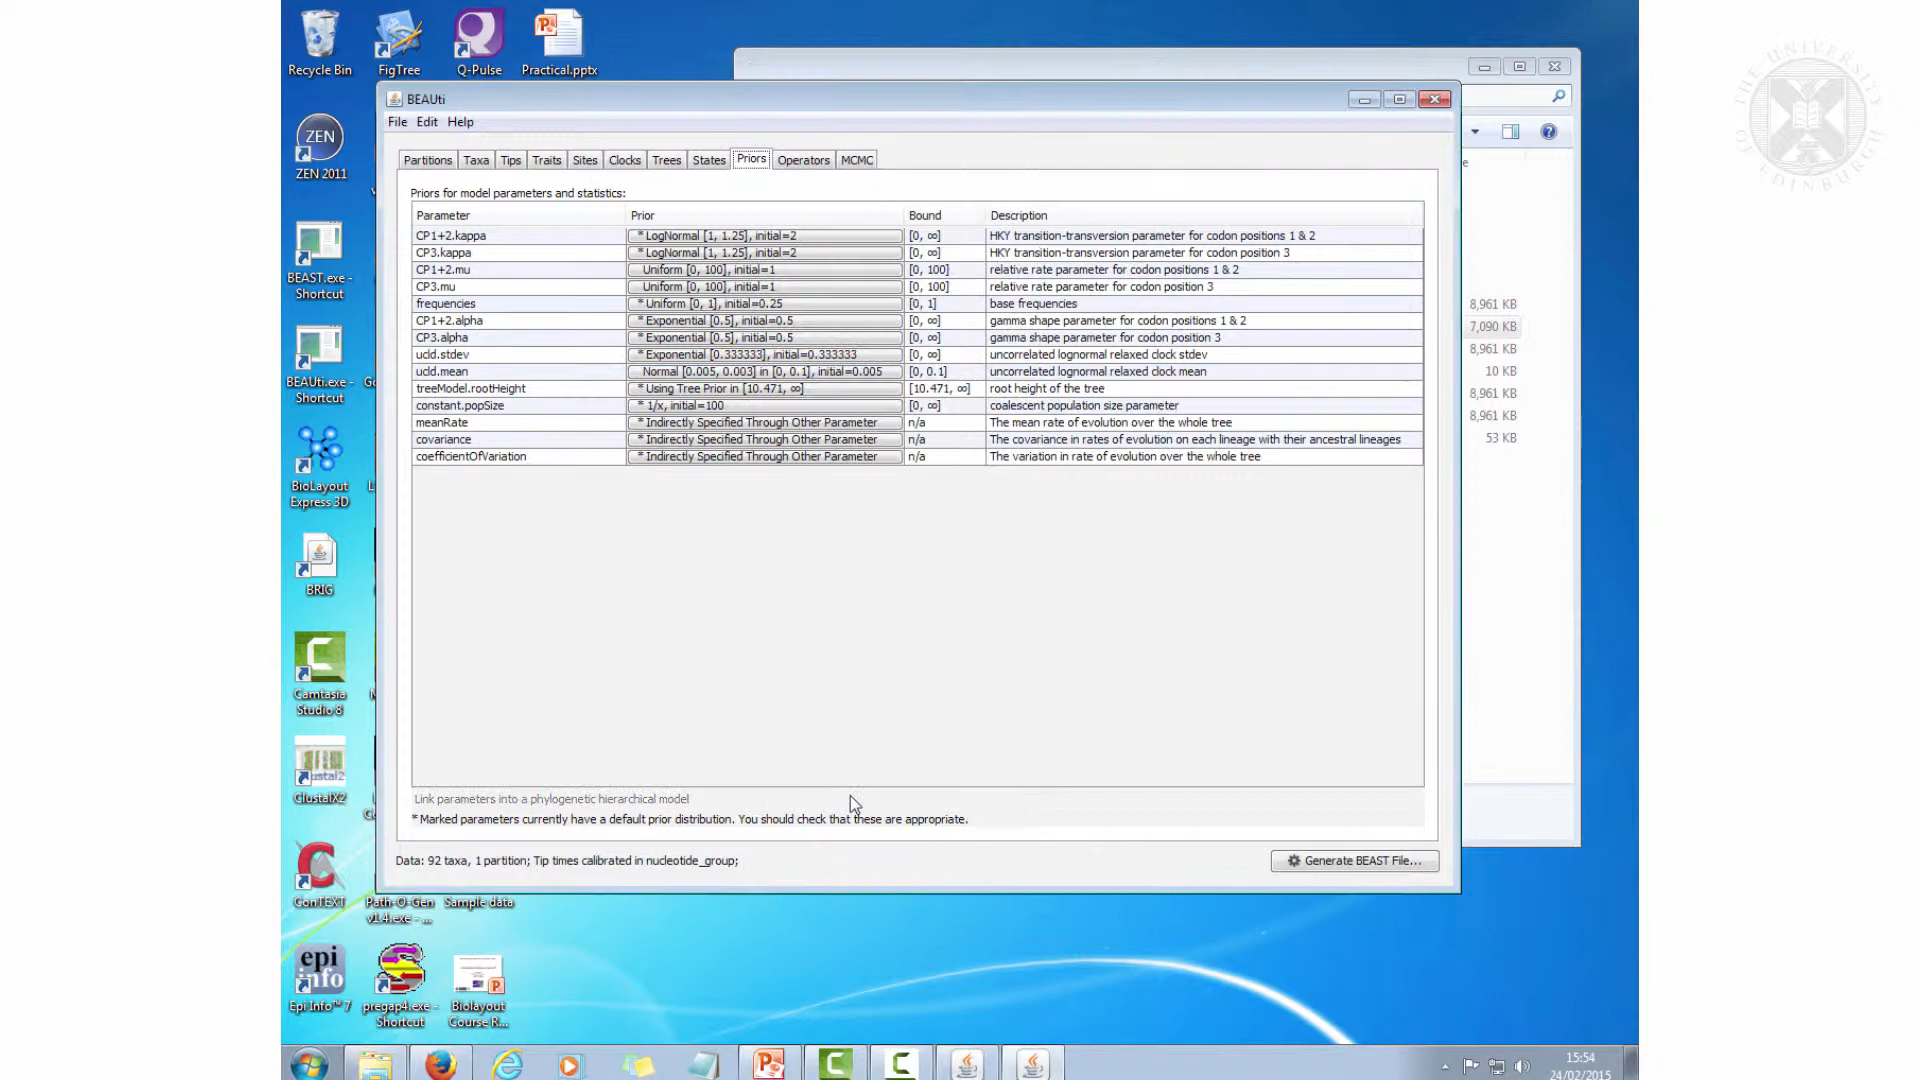 Recycle Bin
FigTree
Q-Pulse
Practical.pptx
THE UNIVERSITY OF EDINBURGH
ZEN
ZEN 2011
BEAST.exe - Shortcut
BEAUti.exe - Shortcut
BioLayout Express 3D
BRIG
Camtasia Studio 8
ustal2
ClustalX2
ConTEXT
Path-O-Gen v1.4.exe - ...
Sample data
epi info
Epi Info™ 7
pregap4.exe - Shortcut
Biolayout Course R...
BEAUti
File Edit Help
Partitions Taxa Tips Traits Sites Clocks Trees States Priors Operators MCMC
Priors for model parameters and statistics:
Parameter Prior Bound Description
CP1+2.kappa * LogNormal [1, 1.25], initial=2 [0, ∞] HKY transition-transversion parameter for codon positions 1 & 2
CP3.kappa * LogNormal [1, 1.25], initial=2 [0, ∞] HKY transition-transversion parameter for codon position 3
CP1+2.mu Uniform [0, 100], initial=1 [0, 100] relative rate parameter for codon positions 1 & 2
CP3.mu Uniform [0, 100], initial=1 [0, 100] relative rate parameter for codon position 3
frequencies * Uniform [0, 1], initial=0.25 [0, 1] base frequencies
CP1+2.alpha * Exponential [0.5], initial=0.5 [0, ∞] gamma shape parameter for codon positions 1 & 2
CP3.alpha * Exponential [0.5], initial=0.5 [0, ∞] gamma shape parameter for codon position 3
ucld.stdev * Exponential [0.333333], initial=0.333333 [0, ∞] uncorrelated lognormal relaxed clock stdev
ucld.mean Normal [0.005, 0.003] in [0, 0.1], initial=0.005 [0, 0.1] uncorrelated lognormal relaxed clock mean
treeModel.rootHeight * Using Tree Prior in [10.471, ∞] [10.471, ∞] root height of the tree
constant.popSize * 1/x, initial=100 [0, ∞] coalescent population size parameter
meanRate * Indirectly Specified Through Other Parameter n/a The mean rate of evolution over the whole tree
covariance * Indirectly Specified Through Other Parameter n/a The covariance in rates of evolution on each lineage with their ancestral lineages
coefficientOfVariation * Indirectly Specified Through Other Parameter n/a The variation in rate of evolution over the whole tree
Link parameters into a phylogenetic hierarchical model
* Marked parameters currently have a default prior distribution. You should check that these are appropriate.
Data: 92 taxa, 1 partition; Tip times calibrated in nucleotide_group;
Generate BEAST File...
8,961 KB
7,090 KB
8,961 KB
10 KB
8,961 KB
8,961 KB
53 KB
15:54
24/02/2015